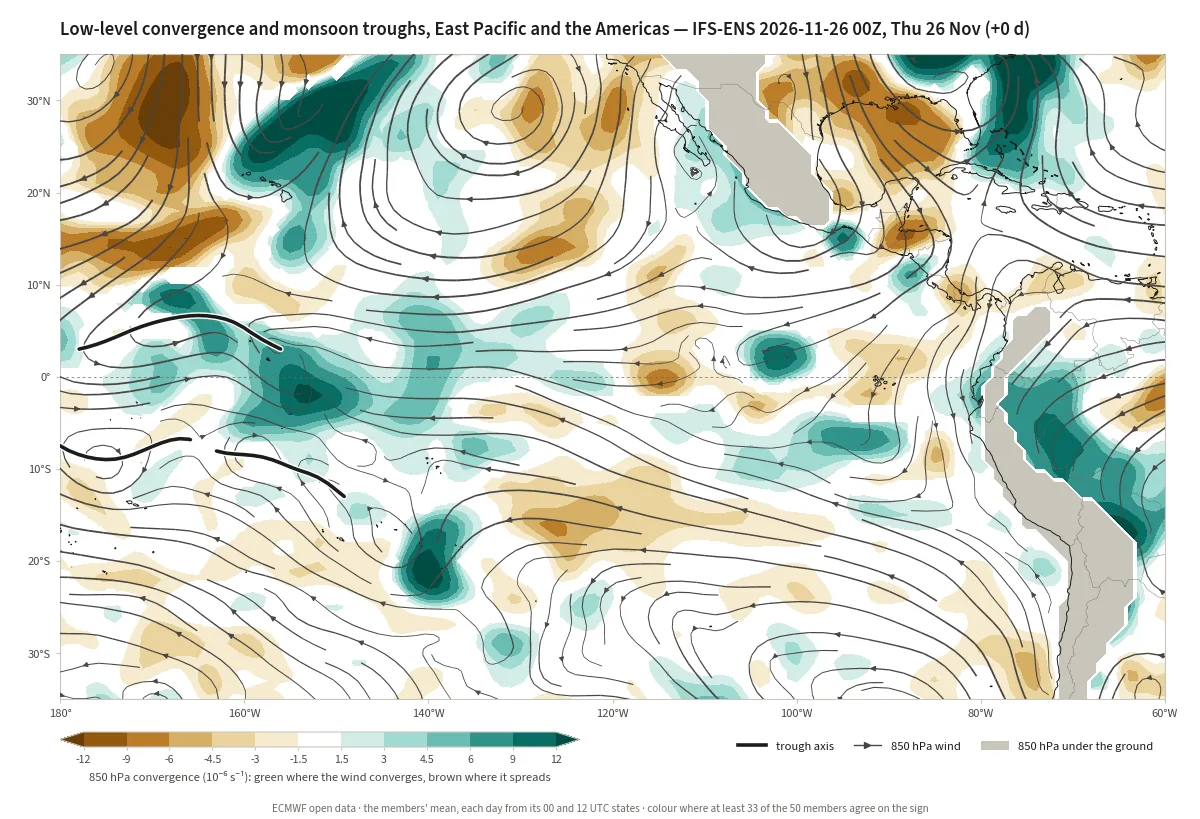 Low-level convergence and monsoon troughs, East Pacific and the Americas — IFS-ENS 2026-11-26 00Z, Thu 26 Nov (+0 d)
30°N
20°N
10°N
0°
10°S
20°S
30°S
180° 160°W 140°W 120°W 100°W 80°W 60°W
-12 -9 -6 -4.5 -3 -1.5 1.5 3 4.5 6 9 12
850 hPa convergence (10⁻⁶ s⁻¹): green where the wind converges, brown where it spreads
trough axis 850 hPa wind 850 hPa under the ground
ECMWF open data · the members' mean, each day from its 00 and 12 UTC states · colour where at least 33 of the 50 members agree on the sign